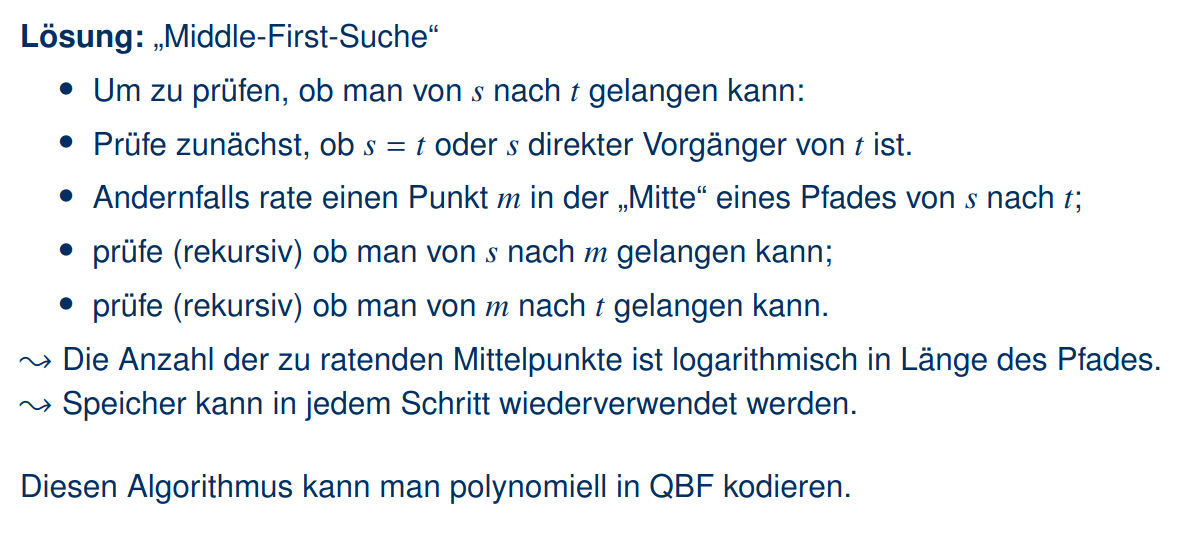 Lösung: „Middle-First-Suche“
• Um zu prüfen, ob man von s nach t gelangen kann:
• Prüfe zunächst, ob s = t oder s direkter Vorgänger von t ist.
• Andernfalls rate einen Punkt m in der „Mitte“ eines Pfades von s nach t;
• prüfe (rekursiv) ob man von s nach m gelangen kann;
• prüfe (rekursiv) ob man von m nach t gelangen kann.
⤳ Die Anzahl der zu ratenden Mittelpunkte ist logarithmisch in Länge des Pfades.
⤳ Speicher kann in jedem Schritt wiederverwendet werden.
Diesen Algorithmus kann man polynomiell in QBF kodieren.